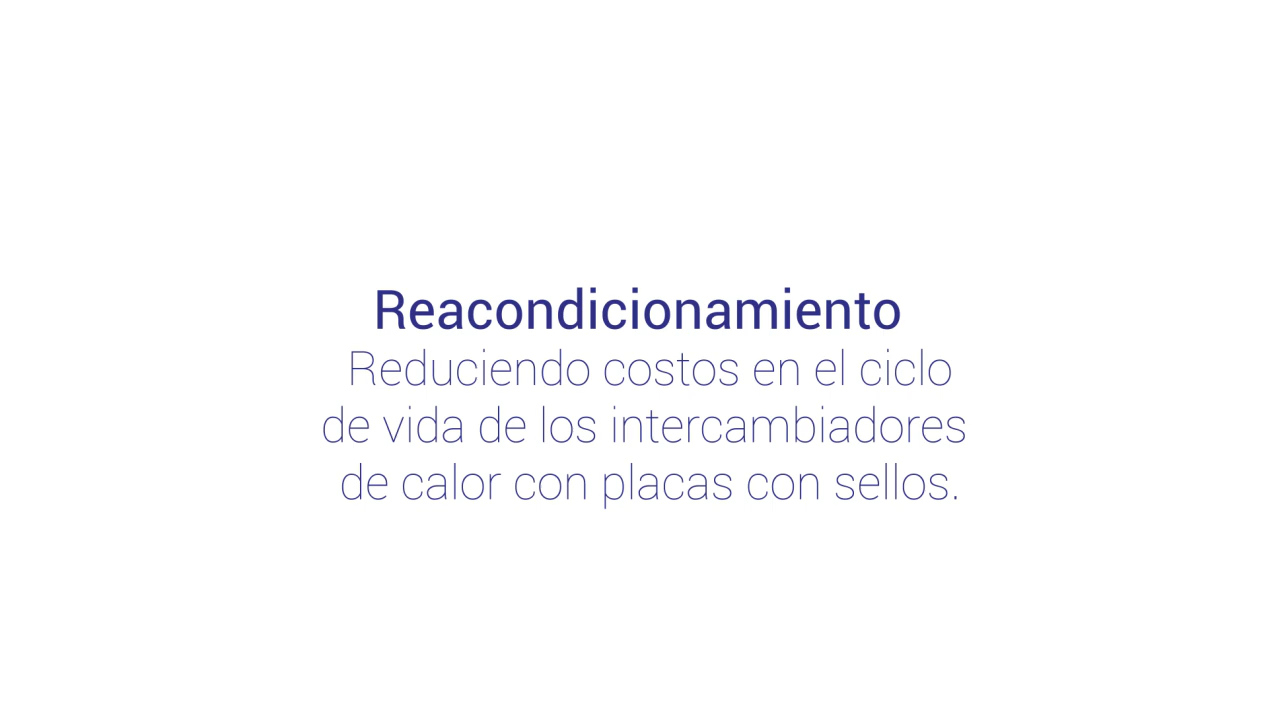 Reacondicionamiento
Reduciendo costos en el ciclo
de vida de los intercambiadores
de calor con placas con sellos.